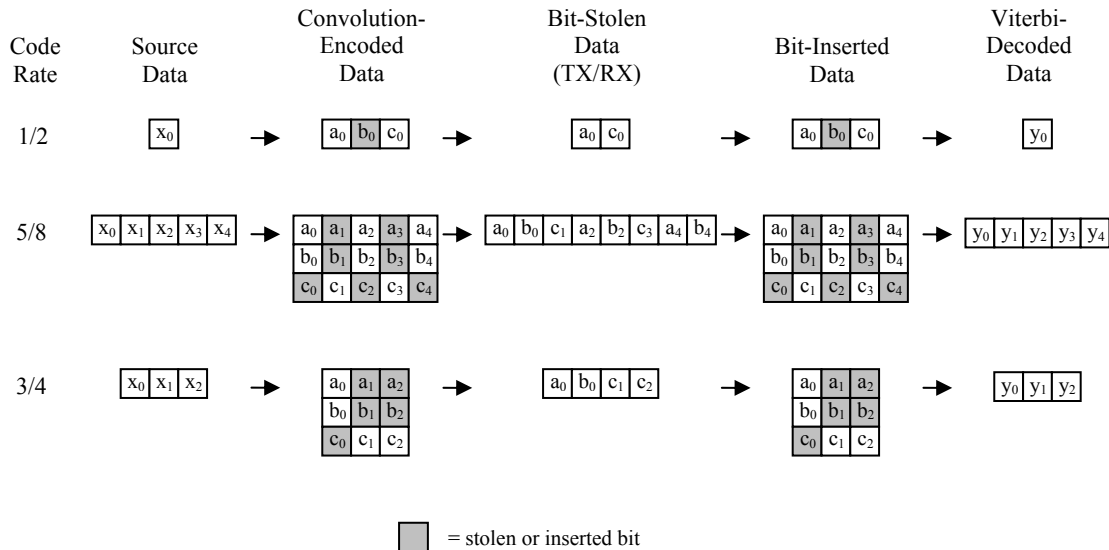 Code Rate
Source Data
Convolution-Encoded Data
Bit-Stolen Data (TX/RX)
Bit-Inserted Data
Viterbi-Decoded Data
1/2
x₀
a₀ b₀ c₀
a₀ c₀
a₀ b₀ c₀
y₀
5/8
x₀ x₁ x₂ x₃ x₄
a₀ a₁ a₂ a₃ a₄
b₀ b₁ b₂ b₃ b₄
c₀ c₁ c₂ c₃ c₄
a₀ b₀ c₁ a₂ b₂ c₃ a₄ b₄
a₀ a₁ a₂ a₃ a₄
b₀ b₁ b₂ b₃ b₄
c₀ c₁ c₂ c₃ c₄
y₀ y₁ y₂ y₃ y₄
3/4
x₀ x₁ x₂
a₀ a₁ a₂
b₀ b₁ b₂
c₀ c₁ c₂
a₀ b₀ c₁ c₂
a₀ a₁ a₂
b₀ b₁ b₂
c₀ c₁ c₂
y₀ y₁ y₂
= stolen or inserted bit